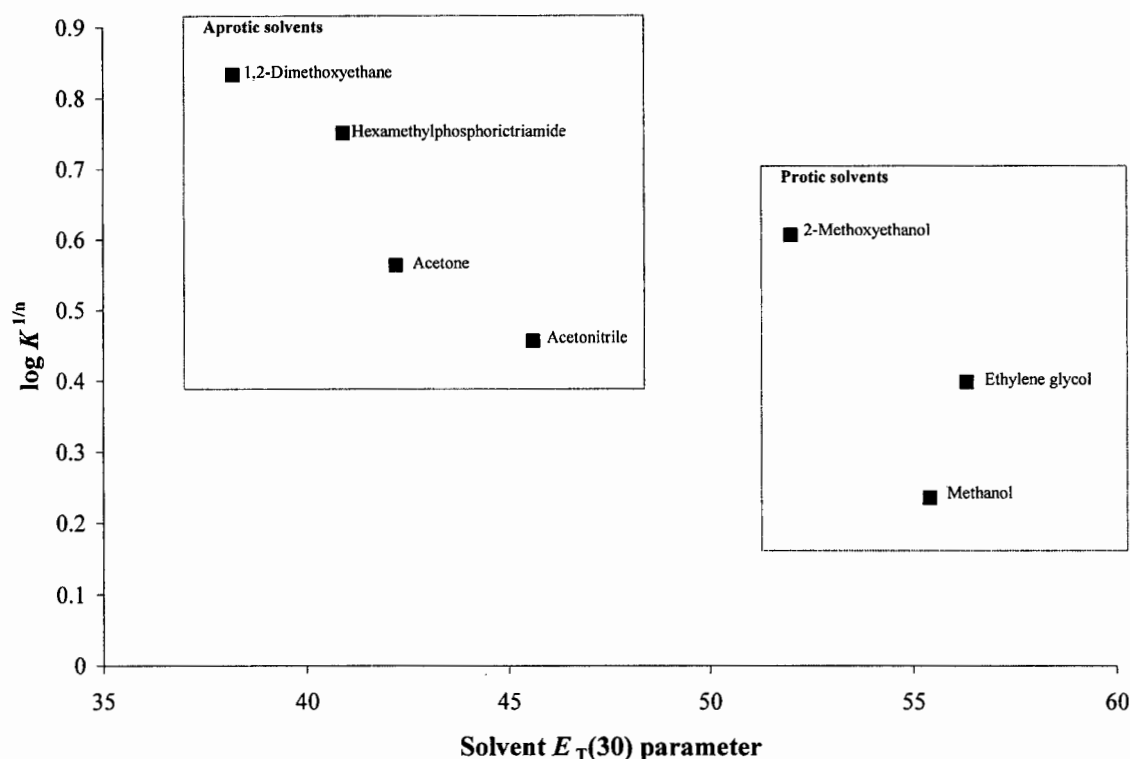 0.9
0.8
0.7
0.6
0.5
0.4
0.3
0.2
0.1
0
log K^1/n
Aprotic solvents
1,2-Dimethoxyethane
Hexamethylphosphorictriamide
Acetone
Acetonitrile
Protic solvents
2-Methoxyethanol
Ethylene glycol
Methanol
35 40 45 50 55 60
Solvent E_T(30) parameter